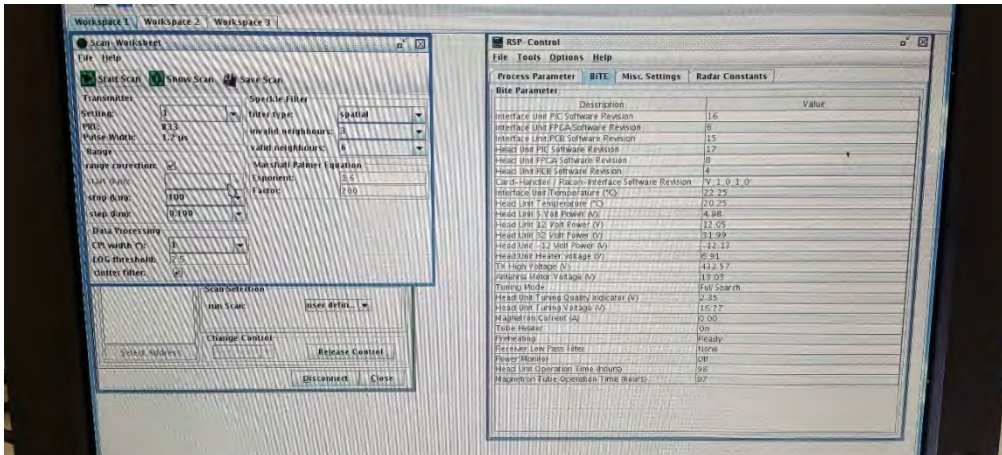 Workspace 1 Workspace 2 Workspace 3
Scan-Worksheet
File Help
Start Scan Show Scan Save Scan
Transmitter
Setting: 1
PRF: 833
Pulse Width: 1.2 us
Range
range correction:
start (km):
stop (km): 100
step (km): 0.100
Data Processing
CPI, width (°): 1
LOG threshold: 2.5
clutter filter:
Speckle Filter
filter type: spatial
invalid neighbours: 3
valid neighbours: 6
Marshall Palmer Equation
Exponent: 1.6
Factor: 200
Scan Selection
run Scan: user defin...
Change Control
Select Address Release Control
Disconnect Close
RSP-Control
File Tools Options Help
Process Parameter BiTE Misc. Settings Radar Constants
Bite Parameter
Description Value
Interface Unit PIC Software Revision 16
Interface Unit FPGA Software Revision 6
Interface Unit PCB Software Revision 15
Head Unit PIC Software Revision 17
Head Unit FPGA Software Revision 8
Head Unit PCB Software Revision 4
Card-Handler / Racon-Interface Software Revision 'V_1_0_1_0'
Interface Unit Temperature (°C) 22.25
Head Unit Temperature (°C) 20.25
Head Unit 5 Volt Power (V) 4.98
Head Unit 12 Volt Power (V) 12.05
Head Unit 32 Volt Power (V) 31.99
Head Unit -12 Volt Power (V) -12.13
Head Unit Heater voltage (V) 6.91
TX High Voltage (V) 433.57
Antenna Motor Voltage (V) 13.03
Tuning Mode Full Search
Head Unit Tuning Quality Indicator (V) 2.35
Head Unit Tuning Voltage (V) 16.27
Magnetron Current (A) 0.00
Tube Heater On
Preheating Ready
Receiver Low Pass Filter None
Power Monitor Off
Head Unit Operation Time (hours) 98
Magnetron Tube Operation Time (hours) 97